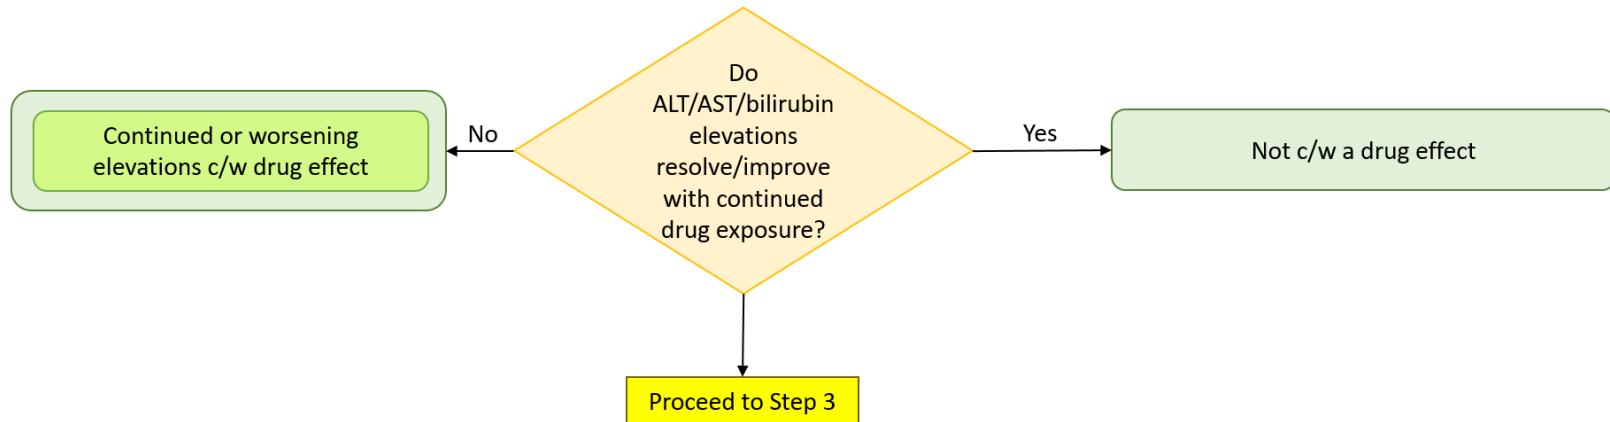 Do
ALT/AST/bilirubin
elevations
resolve/improve
with continued
drug exposure?
No
Continued or worsening
elevations c/w drug effect
Yes
Not c/w a drug effect
Proceed to Step 3